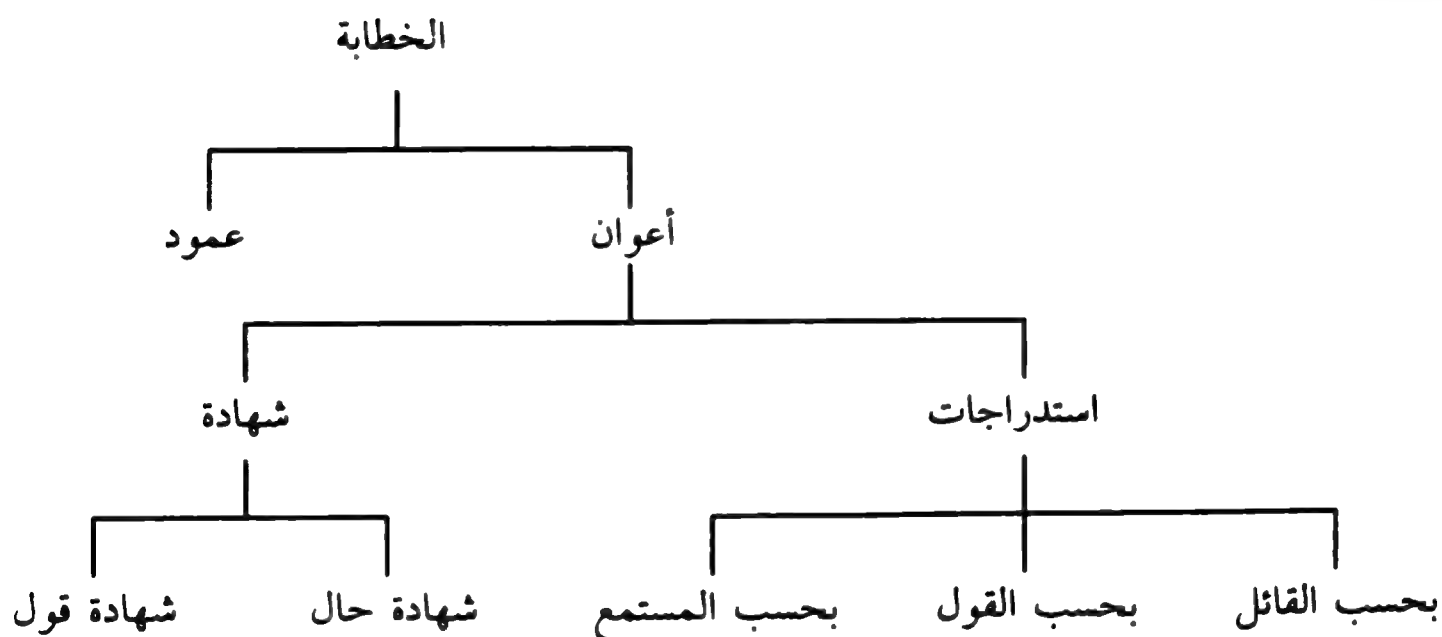 الخطابة
أعوان عمود
استدراجات شهادة
بحسب القائل بحسب القول بحسب المستمع شهادة حال شهادة قول